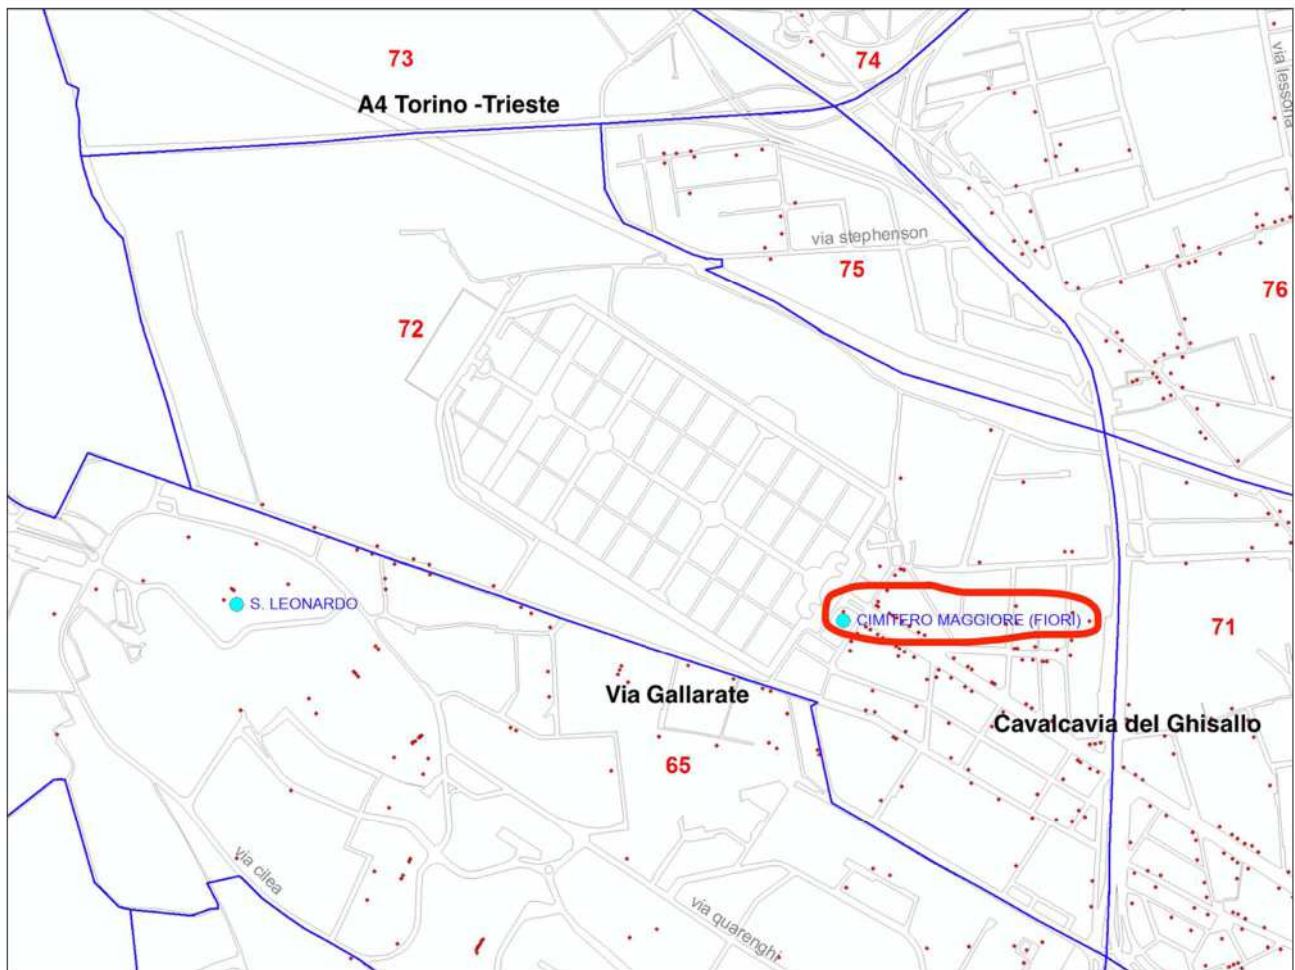 73
74
via lessona
A4 Torino -Trieste
via stephenson
75
76
72
S. LEONARDO
CIMITERO MAGGIORE (FIORI)
71
Via Gallarate
Cavalcavia del Ghisallo
65
via cilea
via quarenghi